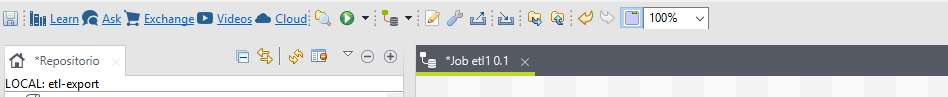 Learn Ask Exchange Videos Cloud 100%
*Repositorio *Job etl1 0.1
LOCAL: etl-export